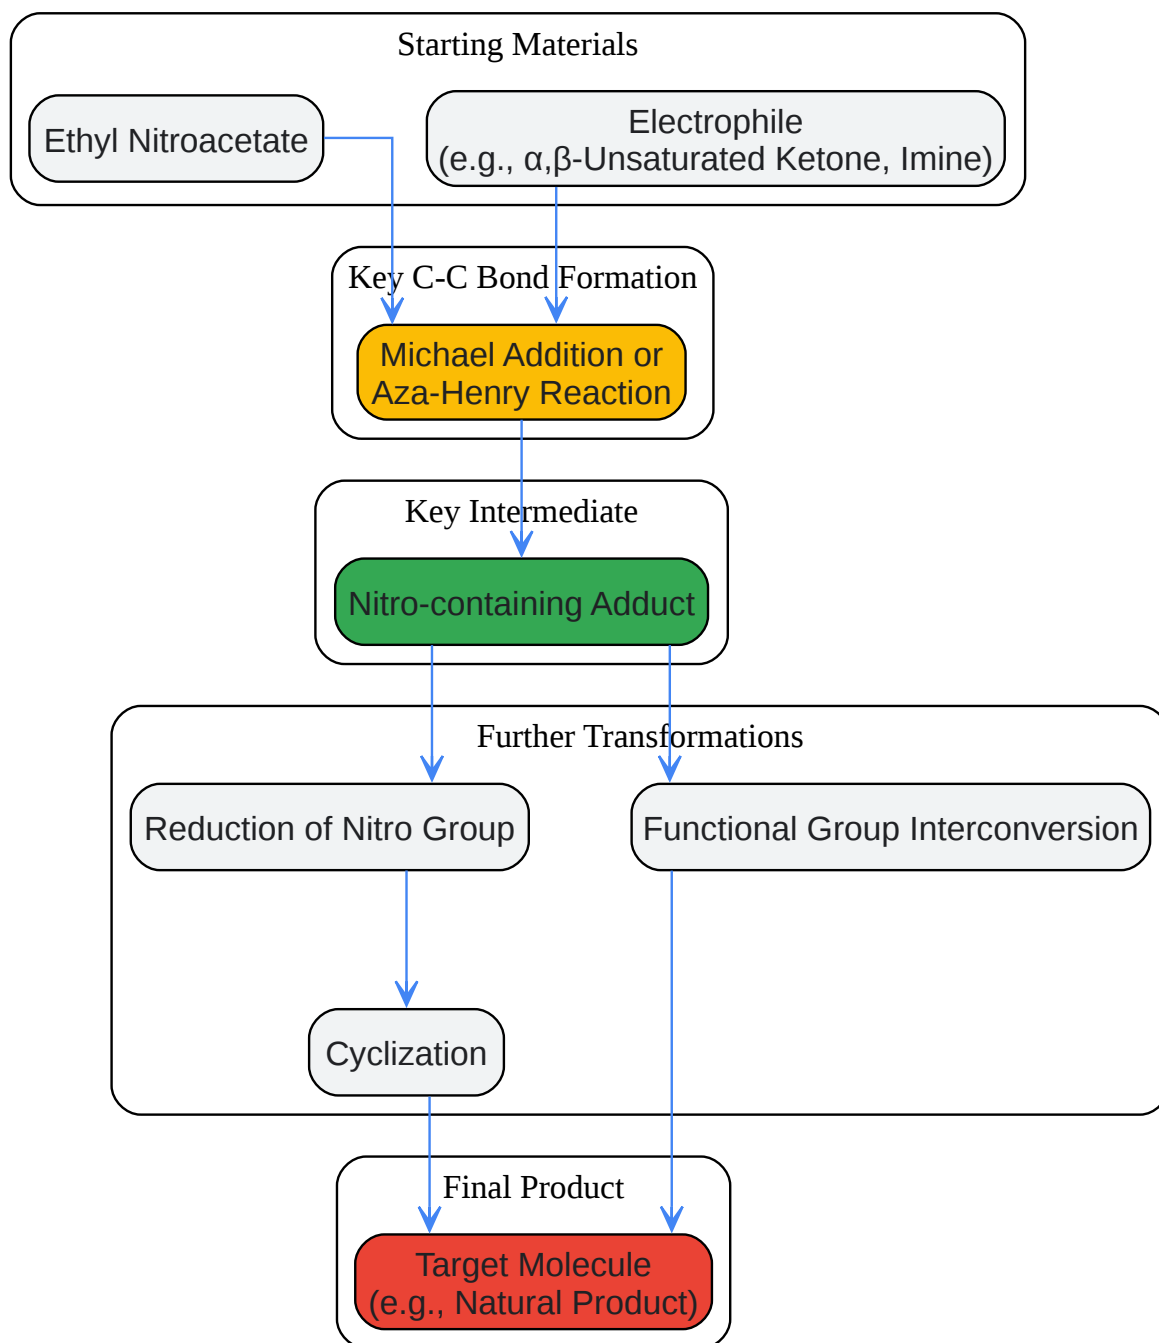 Starting Materials
Ethyl Nitroacetate
Electrophile
(e.g., α,β-Unsaturated Ketone, Imine)
Key C-C Bond Formation
Michael Addition or
Aza-Henry Reaction
Key Intermediate
Nitro-containing Adduct
Further Transformations
Reduction of Nitro Group
Functional Group Interconversion
Cyclization
Final Product
Target Molecule
(e.g., Natural Product)